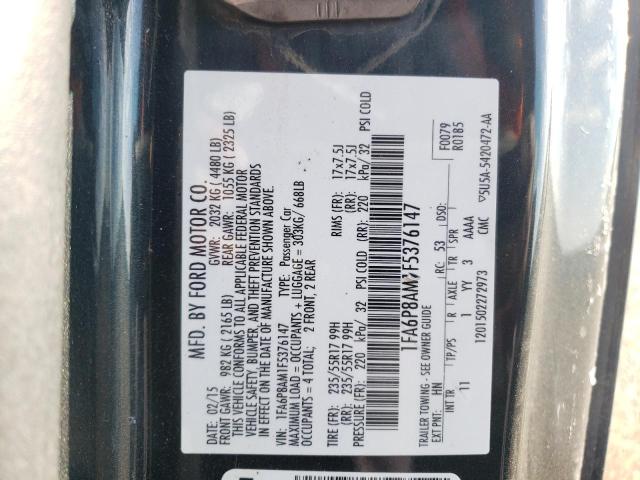 MFD. BY FORD MOTOR CO.
DATE: 02/15 GVWR: 2032 KG ( 4480 LB)
FRONT GAWR: 982 KG ( 2165 LB) REAR GAWR: 1055 KG ( 2325 LB)
THIS VEHICLE CONFORMS TO ALL APPLICABLE FEDERAL MOTOR
VEHICLE SAFETY, BUMPER, AND THEFT PREVENTION STANDARDS
IN EFFECT ON THE DATE OF MANUFACTURE SHOWN ABOVE.
VIN: 1FA6P8AM1F5376147 TYPE: Passenger Car
MAXIMUM LOAD = OCCUPANTS + LUGGAGE = 303KG/ 668LB
OCCUPANTS = 4 TOTAL; 2 FRONT, 2 REAR
TIRE (FR): 235/55R17 99H RIMS (FR): 17x7.5J
(RR): 235/55R17 99H (RR): 17x7.5J
PRESSURE (FR): 220 kPa/ 32 PSI COLD (RR): 220 kPa/ 32 PSI COLD
1FA6P8AM1F5376147
TRAILER TOWING - SEE OWNER GUIDE F0079
EXT PNT: HN RC: 53 DSO: R0185
INT TR TP/PS R AXLE TR SPR
11 1 YY 3 AAAA
1201502272973 CMC 5U5A-5420472-AA